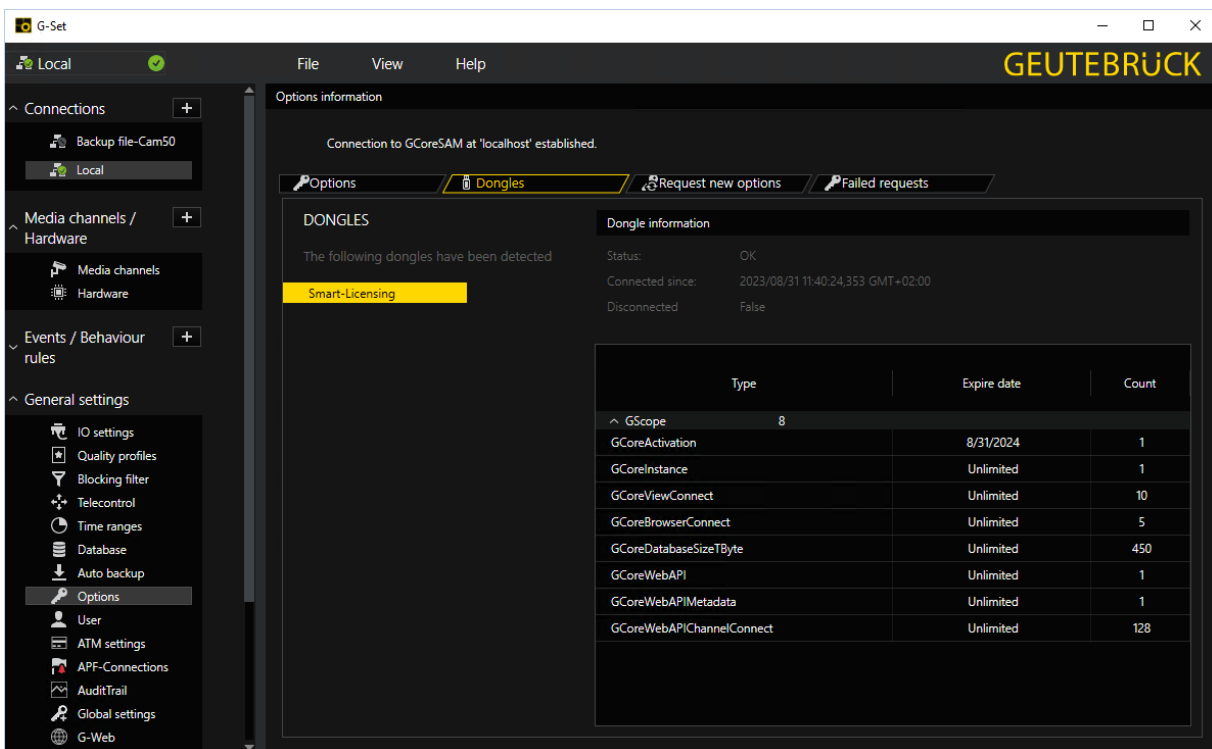 G-Set
Local
File View Help
GEUTEBRÜCK
Connections
Backup file-Cam50
Local
Media channels /
Hardware
Media channels
Hardware
Events / Behaviour
rules
General settings
IO settings
Quality profiles
Blocking filter
Telecontrol
Time ranges
Database
Auto backup
Options
User
ATM settings
APF-Connections
AuditTrail
Global settings
G-Web
Options information
Connection to GCoreSAM at 'localhost' established.
Options Dongles Request new options Failed requests
DONGLES
The following dongles have been detected
Smart-Licensing
Dongle information
Status: OK
Connected since: 2023/08/31 11:40:24,353 GMT+02:00
Disconnected False
Type Expire date Count
GScope 8
GCoreActivation 8/31/2024 1
GCoreInstance Unlimited 1
GCoreViewConnect Unlimited 10
GCoreBrowserConnect Unlimited 5
GCoreDatabaseSizeTByte Unlimited 450
GCoreWebAPI Unlimited 1
GCoreWebAPIMetadata Unlimited 1
GCoreWebAPIChannelConnect Unlimited 128